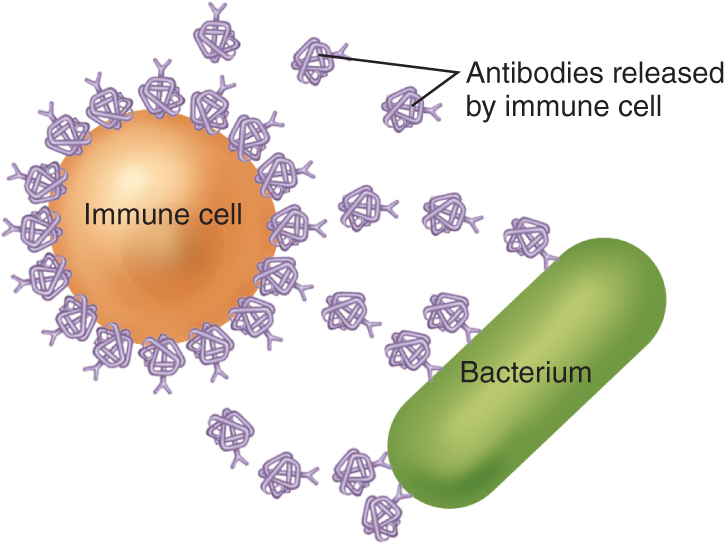 Antibodies released
by immune cell
Immune cell
Bacterium